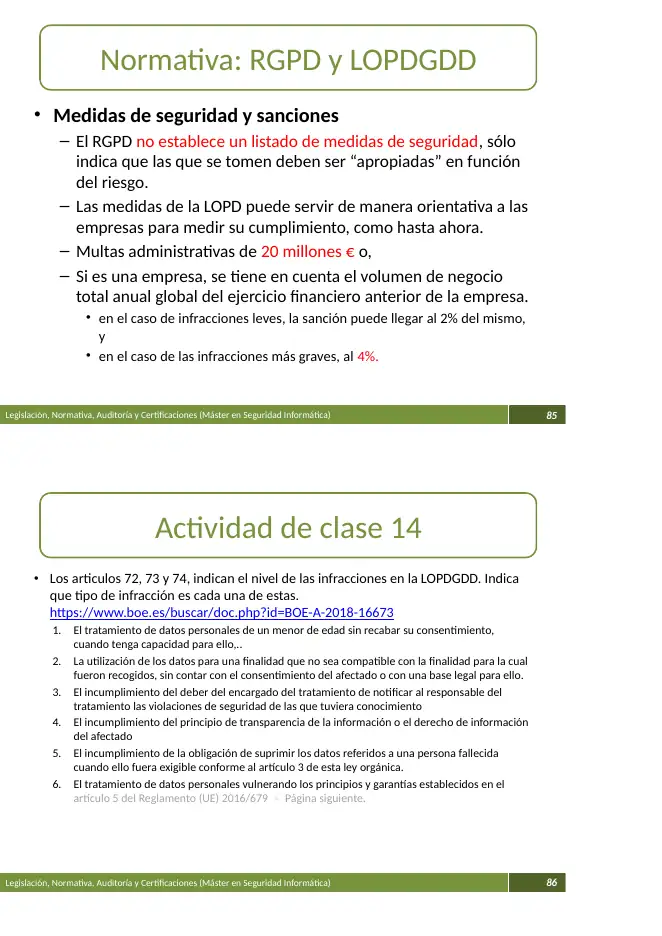 Normativa: RGPD y LOPDGDD
• Medidas de seguridad y sanciones
– El RGPD no establece un listado de medidas de seguridad, sólo
indica que las que se tomen deben ser “apropiadas” en función
del riesgo.
– Las medidas de la LOPD puede servir de manera orientativa a las
empresas para medir su cumplimiento, como hasta ahora.
– Multas administrativas de 20 millones € o,
– Si es una empresa, se tiene en cuenta el volumen de negocio
total anual global del ejercicio financiero anterior de la empresa.
• en el caso de infracciones leves, la sanción puede llegar al 2% del mismo,
y
• en el caso de las infracciones más graves, al 4%.
Legislación, Normativa, Auditoría y Certificaciones (Máster en Seguridad Informática)
85
Actividad de clase 14
• Los articulos 72, 73 y 74, indican el nivel de las infracciones en la LOPDGDD. Indica
que tipo de infracción es cada una de estas.
https://www.boe.es/buscar/doc.php?id=BOE-A-2018-16673
1. El tratamiento de datos personales de un menor de edad sin recabar su consentimiento,
cuando tenga capacidad para ello,..
2. La utilización de los datos para una finalidad que no sea compatible con la finalidad para la cual
fueron recogidos, sin contar con el consentimiento del afectado o con una base legal para ello.
3. El incumplimiento del deber del encargado del tratamiento de notificar al responsable del
tratamiento las violaciones de seguridad de las que tuviera conocimiento
4. El incumplimiento del principio de transparencia de la información o el derecho de información
del afectado
5. El incumplimiento de la obligación de suprimir los datos referidos a una persona fallecida
cuando ello fuera exigible conforme al artículo 3 de esta ley orgánica.
6. El tratamiento de datos personales vulnerando los principios y garantías establecidos en el
artículo 5 del Reglamento (UE) 2016/679 - Página siguiente.
Legislación, Normativa, Auditoría y Certificaciones (Máster en Seguridad Informática)
86